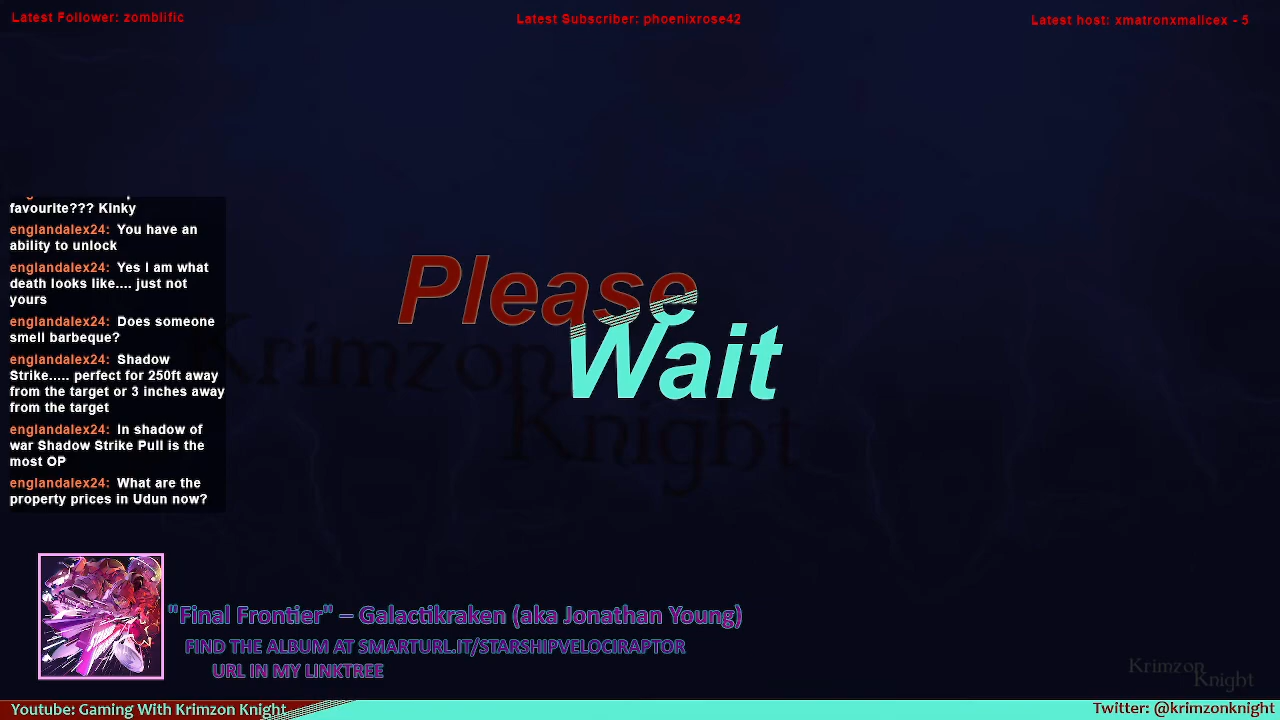 Latest Follower: zomblific
Latest Subscriber: phoenixrose42
Latest host: xmatronxmalicex - 5
favourite??? Kinky
englandalex24: You have an
ability to unlock
englandalex24: Yes I am what
death looks like.... just not
yours
englandalex24: Does someone
smell barbeque?
englandalex24: Shadow
Strike..... perfect for 250ft away
from the target or 3 inches away
from the target
englandalex24: In shadow of
war Shadow Strike Pull is the
most OP
englandalex24: What are the
property prices in Udun now?
Please
Wait
Krimzon
Knight
"Final Frontier" – Galactikraken (aka Jonathan Young)
FIND THE ALBUM AT SMARTURL.IT/STARSHIPVELOCIRAPTOR
URL IN MY LINKTREE
Krimzon
Knight
Youtube: Gaming With Krimzon Knight
Twitter: @krimzonknight